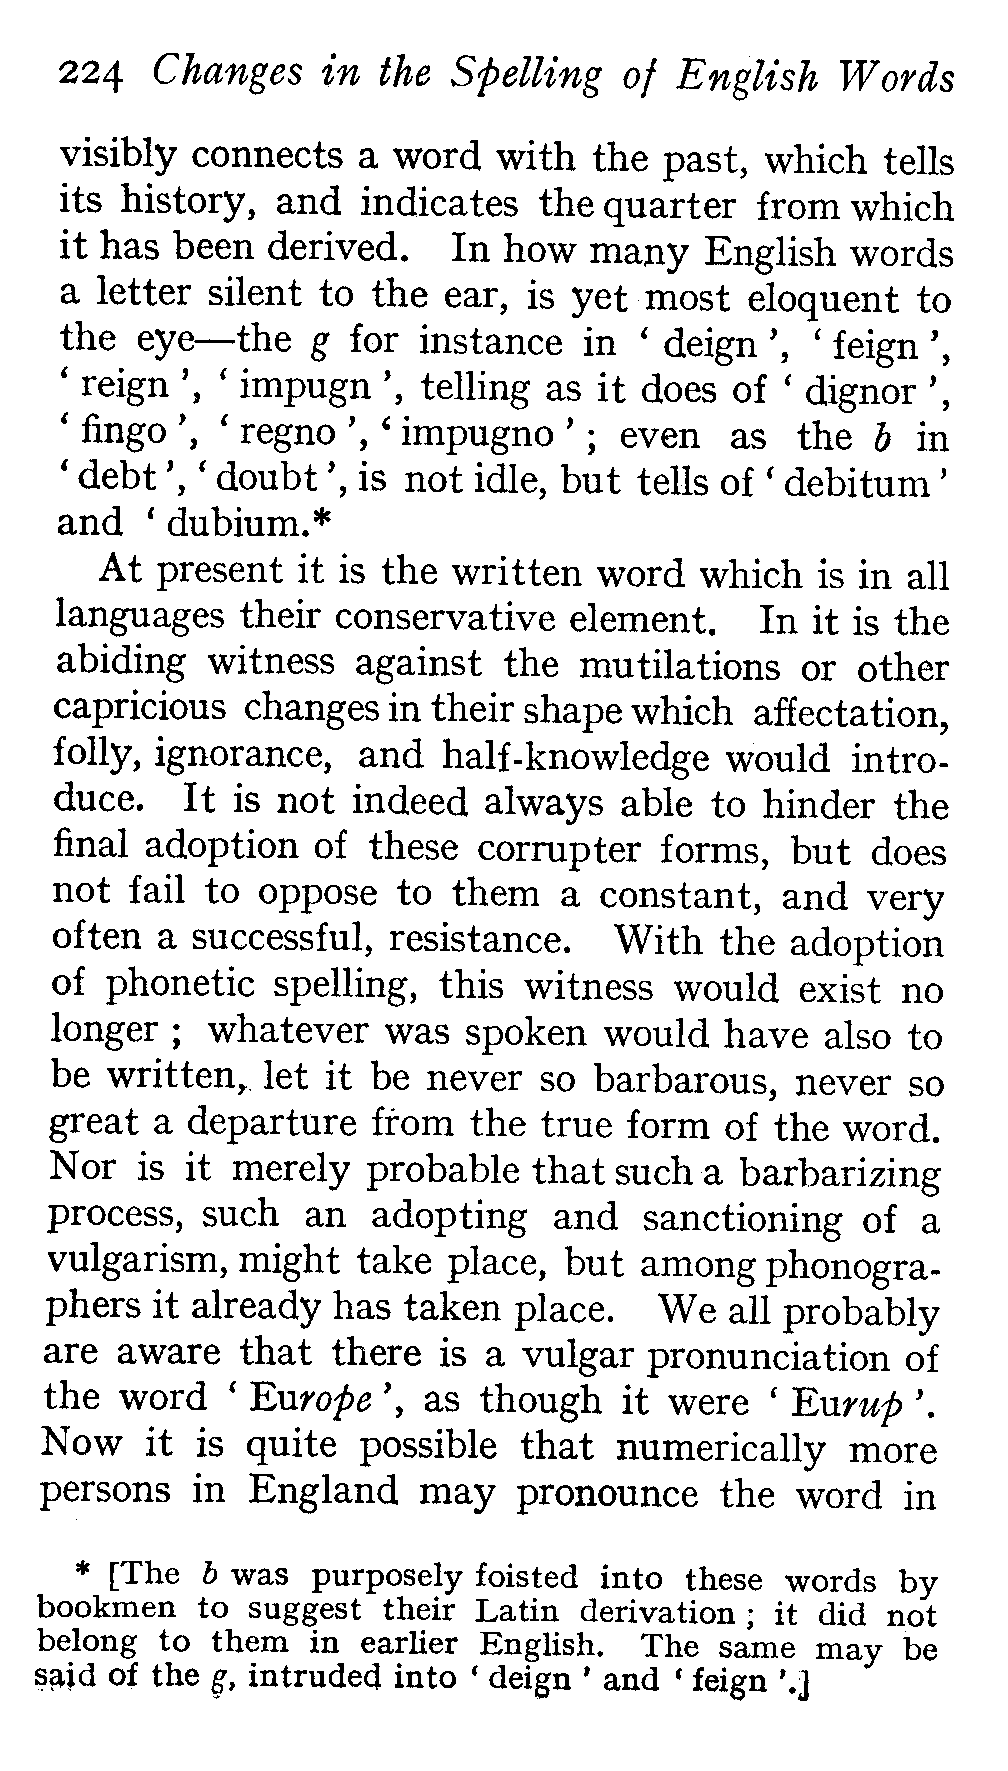 224 Changes in the Spelling of English Words
visibly connects a word with the past, which tells
its history, and indicates the quarter from which
it has been derived. In how many English words
a letter silent to the ear, is yet most eloquent to
the eye—the g for instance in ‘ deign ’, ‘ feign ’,
‘ reign ’, ‘ impugn ’, telling as it does of ‘ dignor ’,
‘ fingo ’, ‘ regno ’, ‘ impugno ’ ; even as the b in
‘ debt ’, ‘ doubt ’, is not idle, but tells of ‘ debitum ’
and ‘ dubium.*
At present it is the written word which is in all
languages their conservative element. In it is the
abiding witness against the mutilations or other
capricious changes in their shape which affectation,
folly, ignorance, and half-knowledge would intro-
duce. It is not indeed always able to hinder the
final adoption of these corrupter forms, but does
not fail to oppose to them a constant, and very
often a successful, resistance. With the adoption
of phonetic spelling, this witness would exist no
longer ; whatever was spoken would have also to
be written, let it be never so barbarous, never so
great a departure from the true form of the word.
Nor is it merely probable that such a barbarizing
process, such an adopting and sanctioning of a
vulgarism, might take place, but among phonogra-
phers it already has taken place. We all probably
are aware that there is a vulgar pronunciation of
the word ‘ Europe ’, as though it were ‘ Eurup ’.
Now it is quite possible that numerically more
persons in England may pronounce the word in
* [The b was purposely foisted into these words by
bookmen to suggest their Latin derivation ; it did not
belong to them in earlier English. The same may be
said of the g, intruded into ‘ deign ’ and ‘ feign ’.]